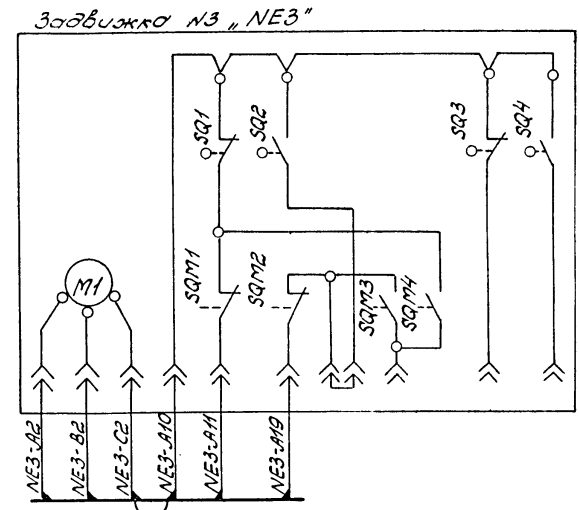 Задвижка N3 „NE3"
SQ1
SQ2
SQ3
SQ4
SQM1
SQM2
SQM3
SQM4
M1
NE3-A2
NE3-B2
NE3-C2
NE3-A10
NE3-A11
NE3-A19